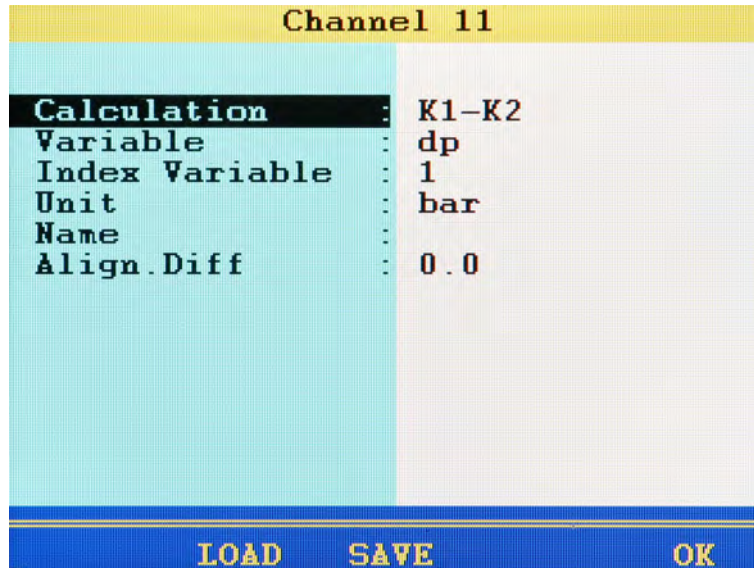 Channel 11
Calculation : K1-K2
Variable : dp
Index Variable : 1
Unit : bar
Name :
Align.Diff : 0.0
LOAD SAVE OK